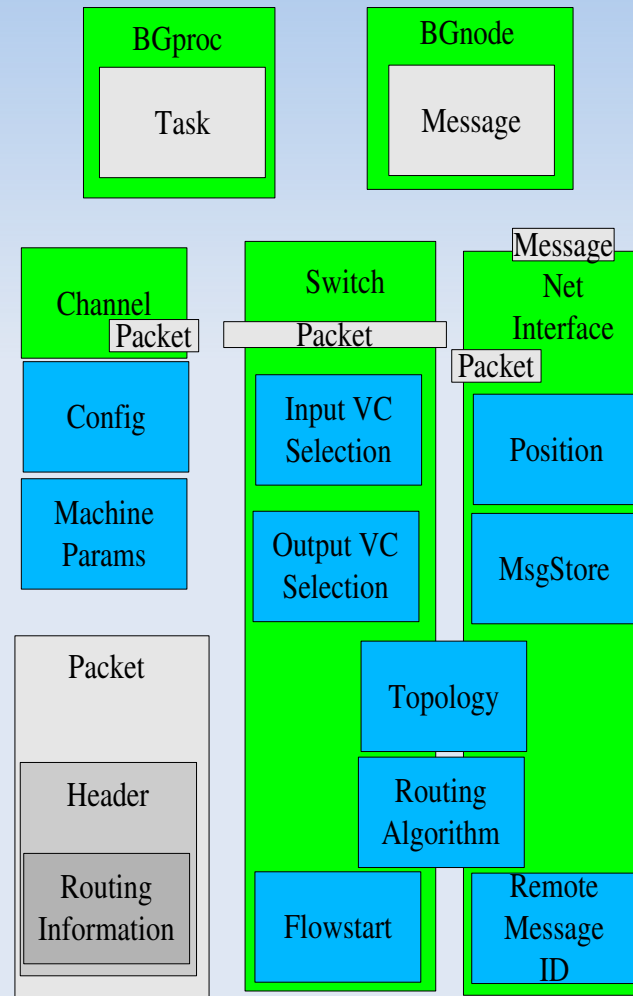 BGproc
Task
BGnode
Message
Channel
Packet
Config
Machine
Params
Packet
Header
Routing
Information
Switch
Packet
Input VC
Selection
Output VC
Selection
Topology
Routing
Algorithm
Flowstart
Message
Net
Interface
Packet
Position
MsgStore
Remote
Message
ID